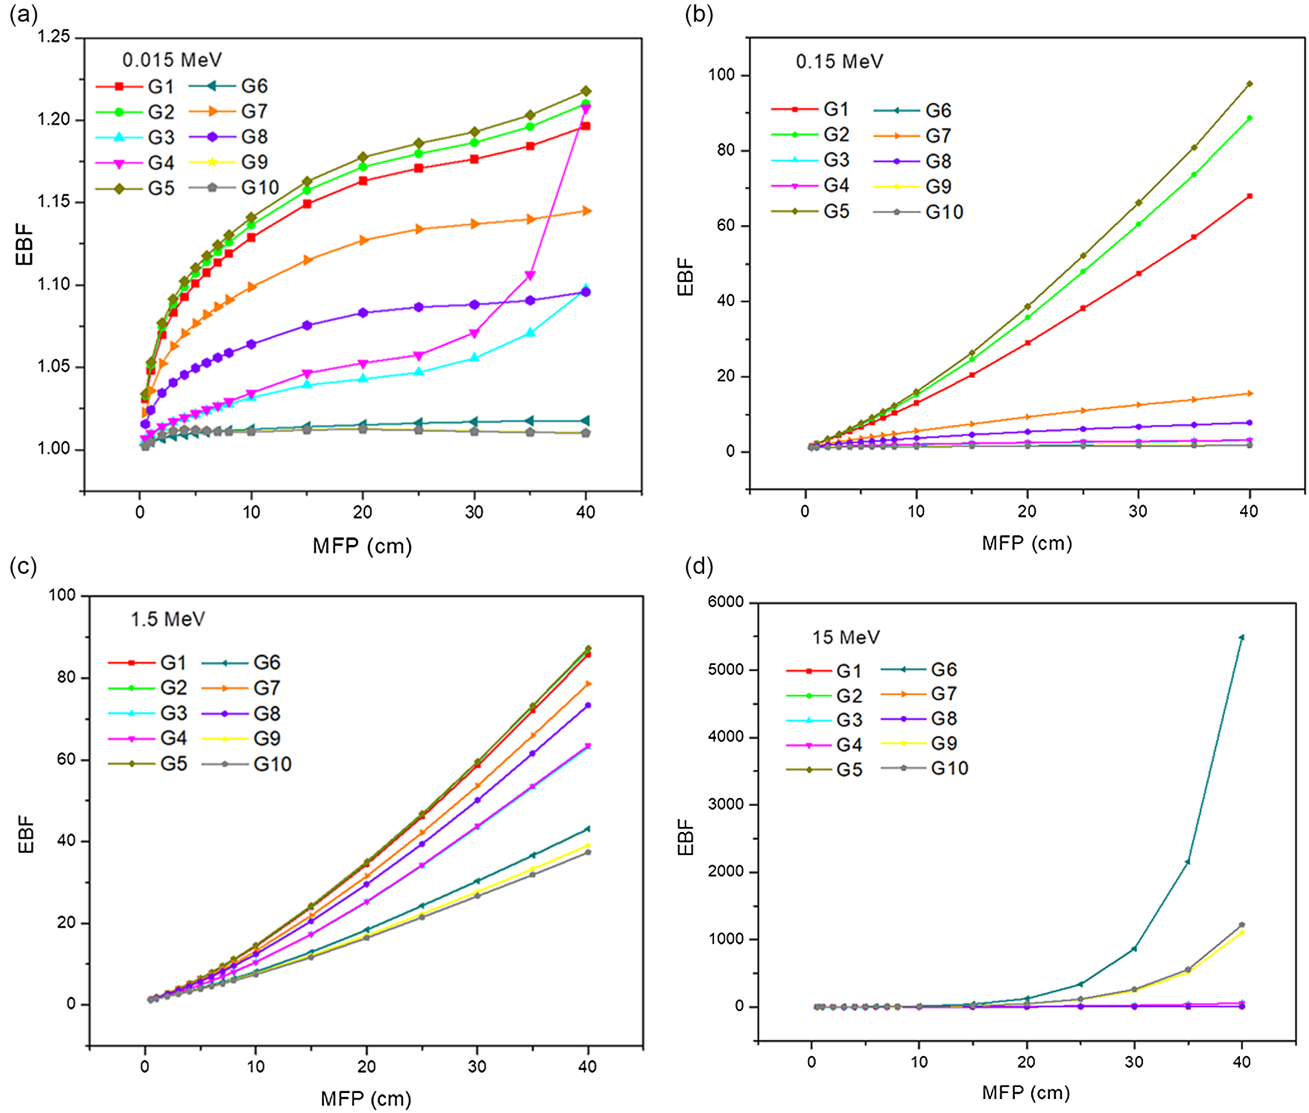 (a)
1.25
0.015 MeV
G1 G6
G2 G7
G3 G8
G4 G9
G5 G10
1.20
1.15
1.10
1.05
1.00
EBF
0 10 20 30 40
MFP (cm)
(b)
100
0.15 MeV
G1 G6
G2 G7
G3 G8
G4 G9
G5 G10
80
60
40
20
0
EBF
0 10 20 30 40
MFP (cm)
(c)
100
1.5 MeV
G1 G6
G2 G7
G3 G8
G4 G9
G5 G10
80
60
40
20
0
EBF
0 10 20 30 40
MFP (cm)
(d)
6000
15 MeV
G1 G6
G2 G7
G3 G8
G4 G9
G5 G10
5000
4000
3000
2000
1000
0
EBF
0 10 20 30 40
MFP (cm)